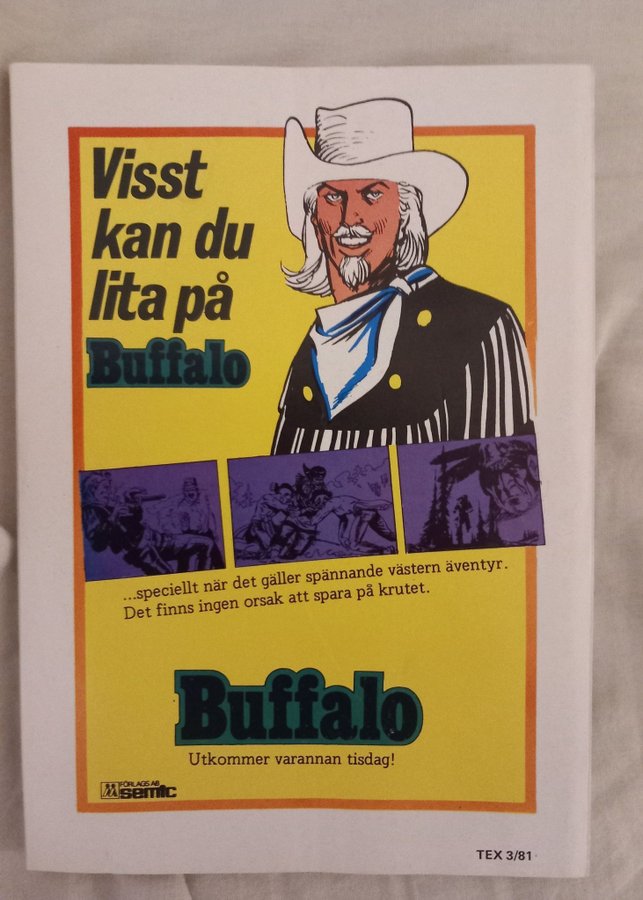 Visst
kan du
lita på
Buffalo
...speciellt när det gäller spännande västern äventyr.
Det finns ingen orsak att spara på krutet.
Buffalo
Utkommer varannan tisdag!
FÖRLAGS AB
semic
TEX 3/81